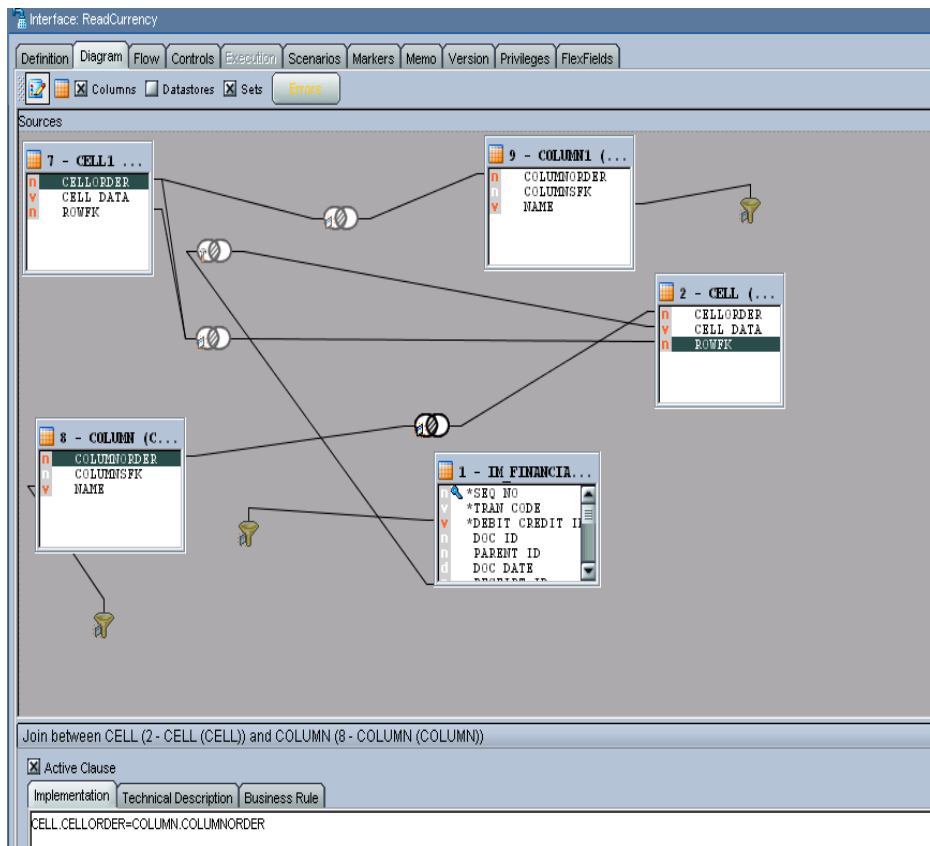 Interface: ReadCurrency
Definition Diagram Flow Controls Execution Scenarios Markers Memo Version Privileges FlexFields
Columns Datastores Sets Errors
Sources
7 - CELL1 ...
CELLORDER
CELL DATA
ROWFK
9 - COLUMN1 (...
COLUMNORDER
COLUMNSFK
NAME
2 - CELL (...
CELLORDER
CELL DATA
ROWFK
8 - COLUMN (C...
COLUMNORDER
COLUMNSFK
NAME
1 - IM_FINANCIA...
*SEQ NO
*TRAN CODE
*DEBIT CREDIT I
DOC ID
PARENT ID
DOC DATE
Join between CELL (2 - CELL (CELL)) and COLUMN (8 - COLUMN (COLUMN))
Active Clause
Implementation Technical Description Business Rule
CELL.CELLORDER=COLUMN.COLUMNORDER